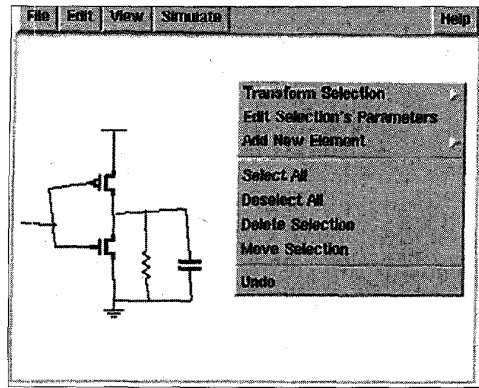 File Edit View Simulate Help
Transform Selection
Edit Selection's Parameters
Add New Element
Select All
Deselect All
Delete Selection
Move Selection
Undo